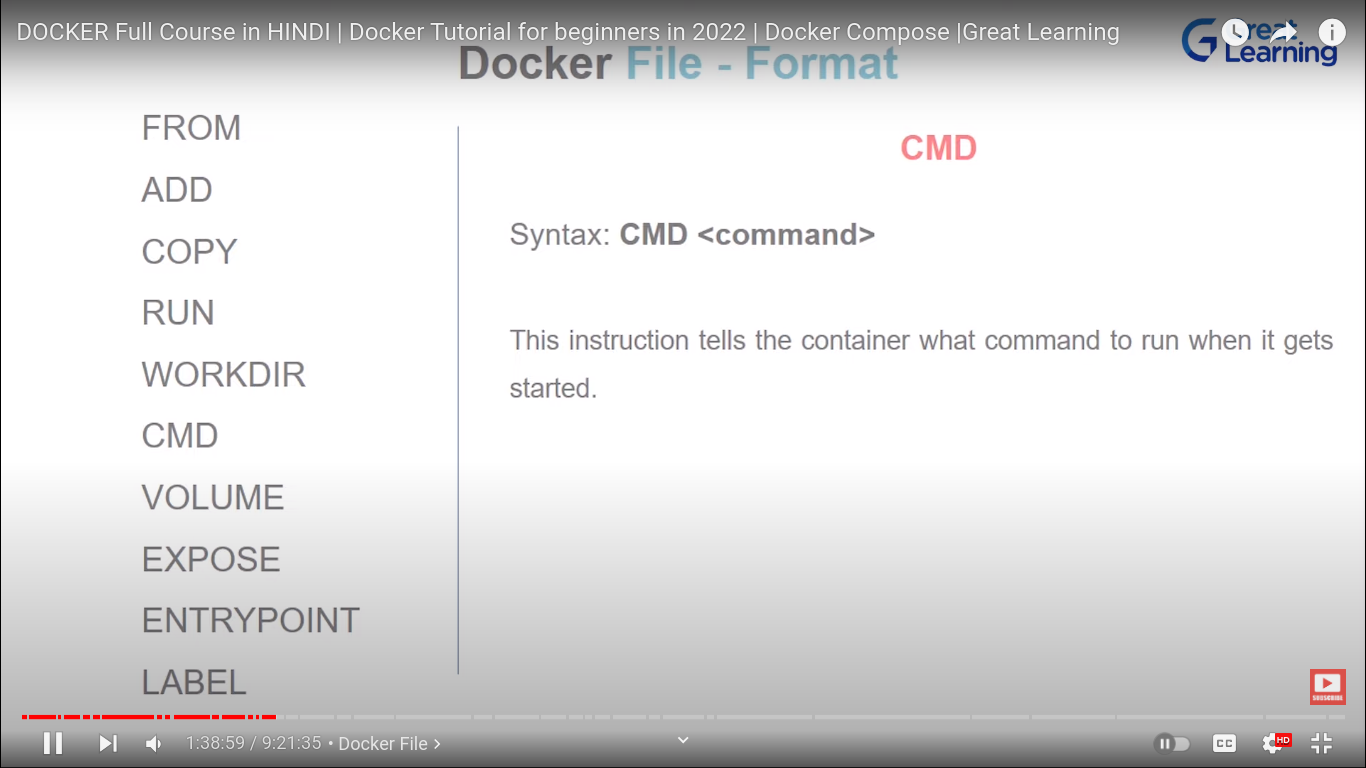 DOCKER Full Course in HINDI | Docker Tutorial for beginners in 2022 | Docker Compose |Great Learning
Great
Learning
Docker File - Format
FROM
ADD
COPY
RUN
WORKDIR
CMD
VOLUME
EXPOSE
ENTRYPOINT
LABEL
CMD
Syntax: CMD <command>
This instruction tells the container what command to run when it gets
started.
SUBSCRIBE
1:38:59 / 9:21:35 • Docker File >
CC
HD